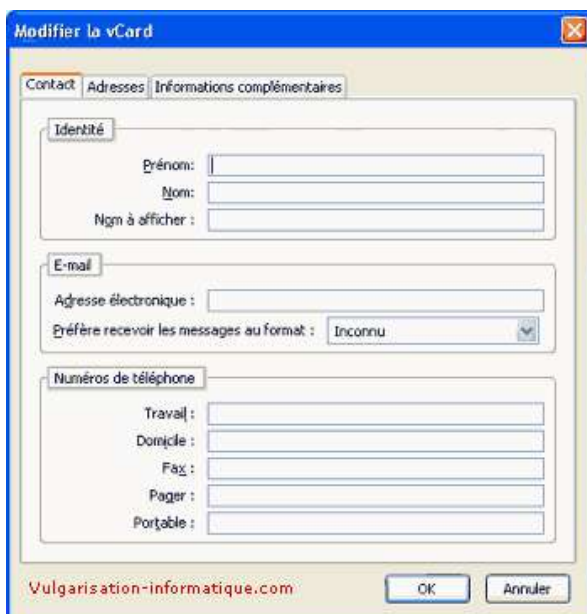 Modifier la vCard
Contact Adresses Informations complémentaires
Identité
Prénom:
Nom:
Nom à afficher :
E-mail
Adresse électronique :
Préfère recevoir les messages au format : Inconnu
Numéros de téléphone
Travail :
Domicile :
Fax :
Pager :
Portable :
Vulgarisation-informatique.com
OK Annuler